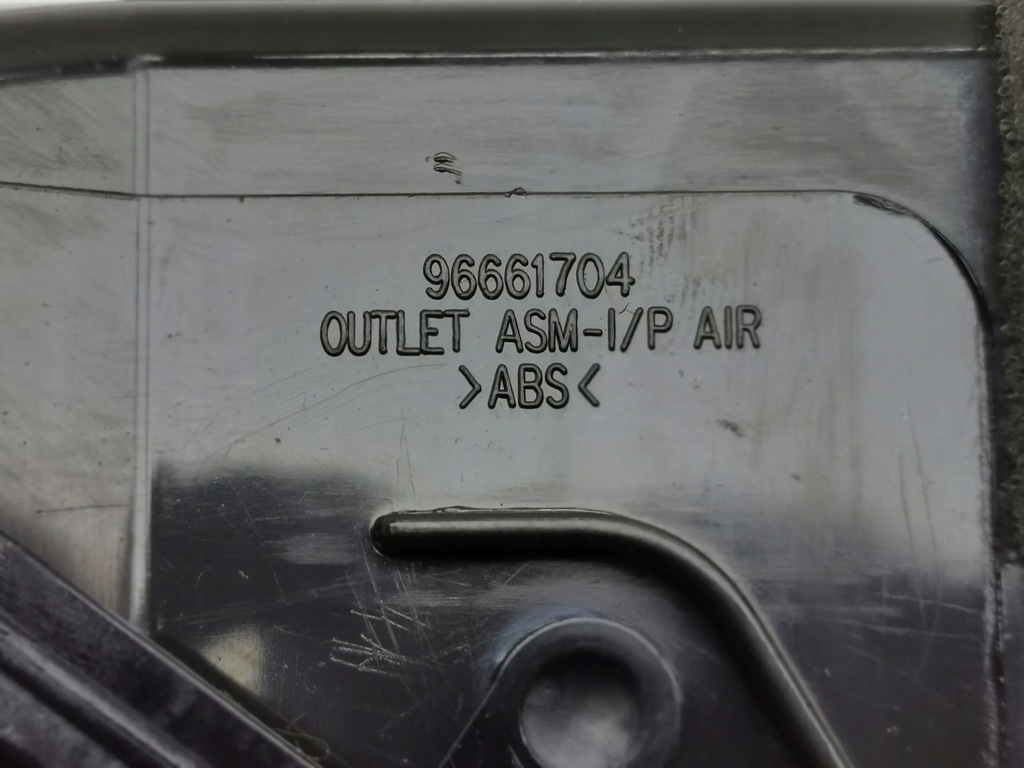 96661704
OUTLET ASM-I/P AIR
>ABS<